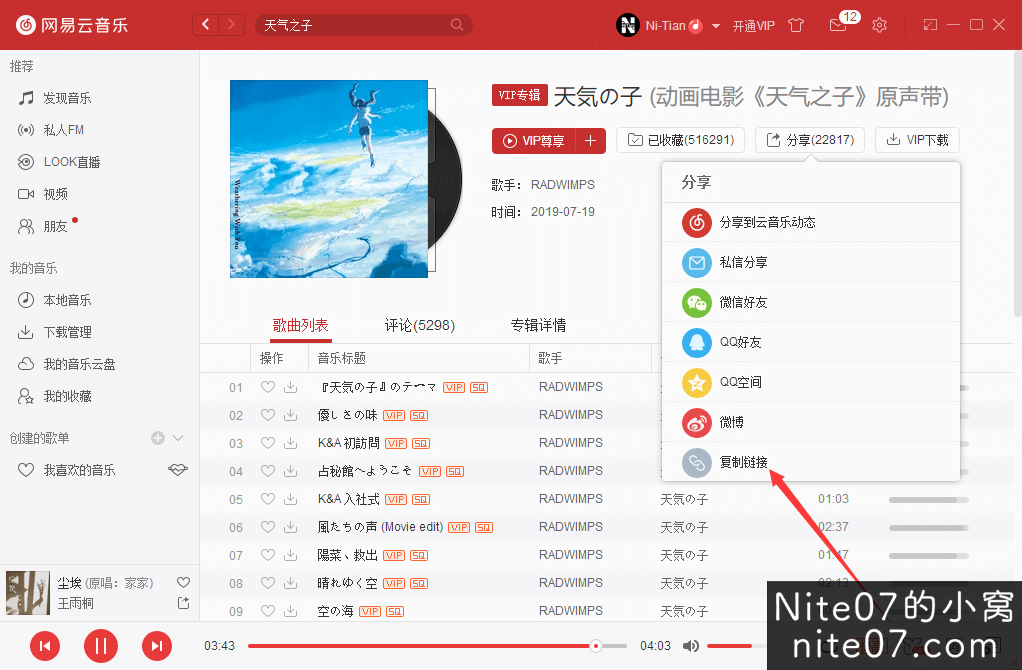 网易云音乐
天气之子
Ni-Tian
开通VIP
12
推荐
发现音乐
私人FM
LOOK直播
视频
朋友
我的音乐
本地音乐
下载管理
我的音乐云盘
我的收藏
创建的歌单
我喜欢的音乐
尘埃 (原唱：家家)
王雨桐
Weathering With You
VIP专辑 天気の子 (动画电影《天气之子》原声带)
VIP尊享 已收藏(516291) 分享(22817) VIP下载
歌手： RADWIMPS
时间： 2019-07-19
分享
分享到云音乐动态
私信分享
微信好友
QQ好友
QQ空间
微博
复制链接
歌曲列表 评论(5298) 专辑详情
操作 音乐标题 歌手
01 『天気の子』のテーマ VIP SQ RADWIMPS
02 優しさの味 VIP SQ RADWIMPS
03 K&A 初訪問 VIP SQ RADWIMPS
04 占秘館へようこそ VIP SQ RADWIMPS
05 K&A 入社式 VIP SQ RADWIMPS 天気の子 01:03
06 風たちの声 (Movie edit) VIP SQ RADWIMPS 天気の子 02:37
07 陽菜、救出 VIP SQ RADWIMPS 天気の子 01:47
08 晴れゆく空 VIP SQ RADWIMPS 天気の子 02:13
09 空の海 VIP SQ RADWIMPS 天気の子
03:43 04:03
Nite07的小窝
nite07.com